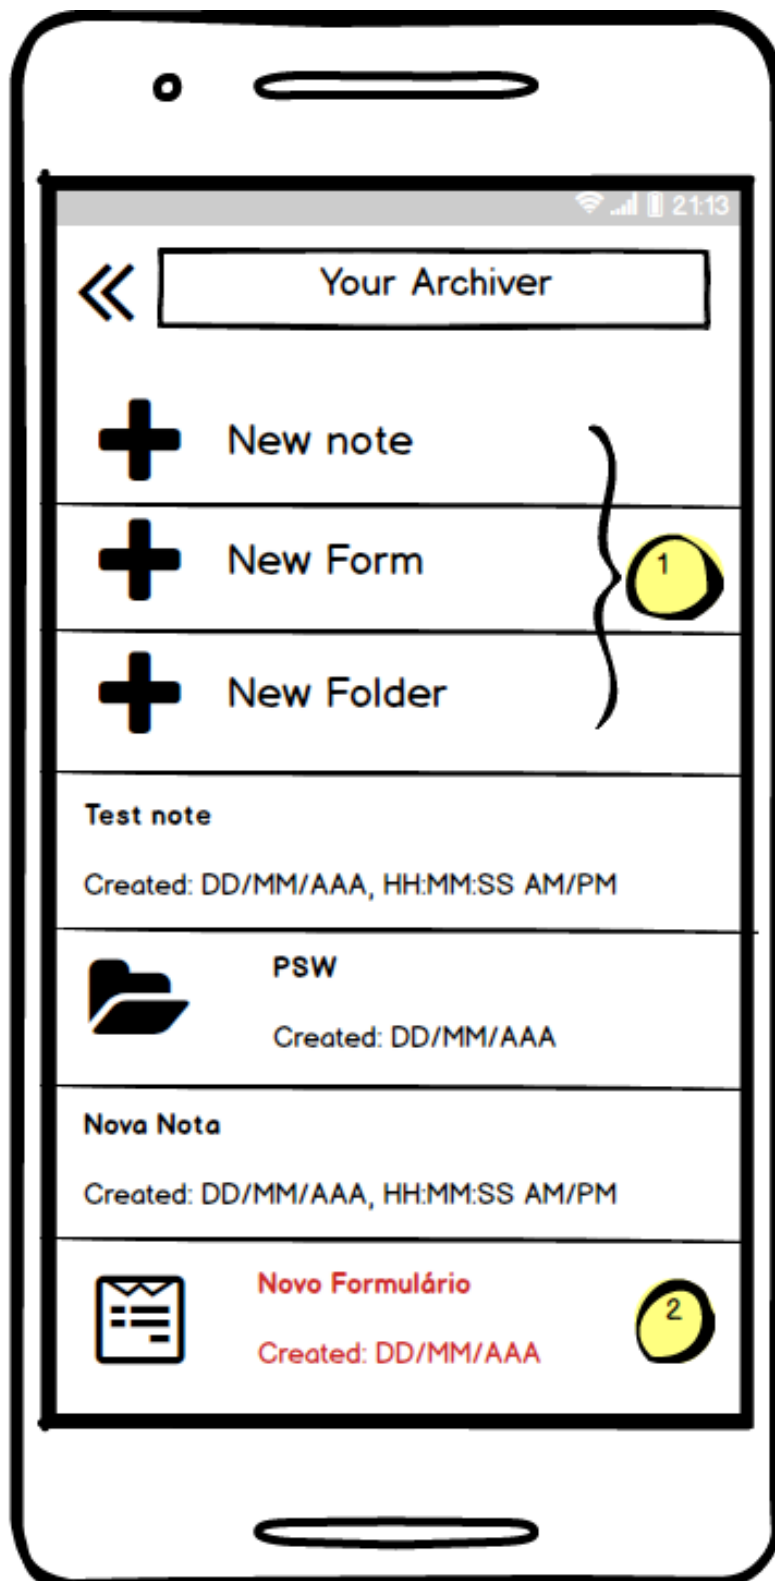 21:13
Your Archiver
New note
New Form
1
New Folder
Test note
Created: DD/MM/AAA, HH:MM:SS AM/PM
PSW
Created: DD/MM/AAA
Nova Nota
Created: DD/MM/AAA, HH:MM:SS AM/PM
Novo Formulário
2
Created: DD/MM/AAA